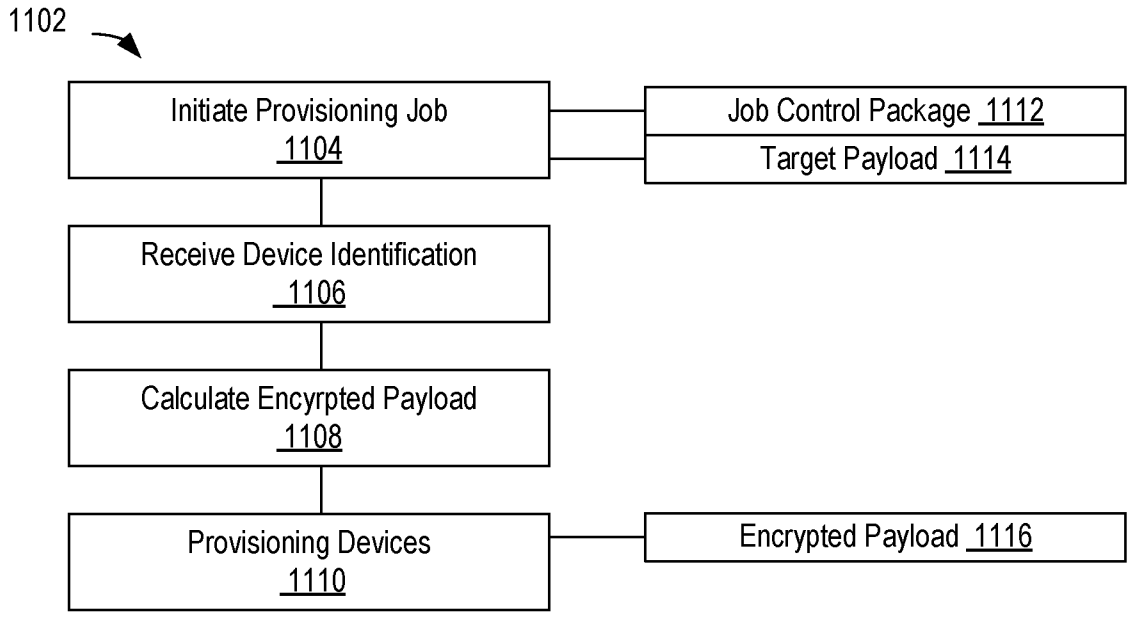 1102
Initiate Provisioning Job
1104
Job Control Package 1112
Target Payload 1114
Receive Device Identification
1106
Calculate Encyrpted Payload
1108
Provisioning Devices
1110
Encrypted Payload 1116